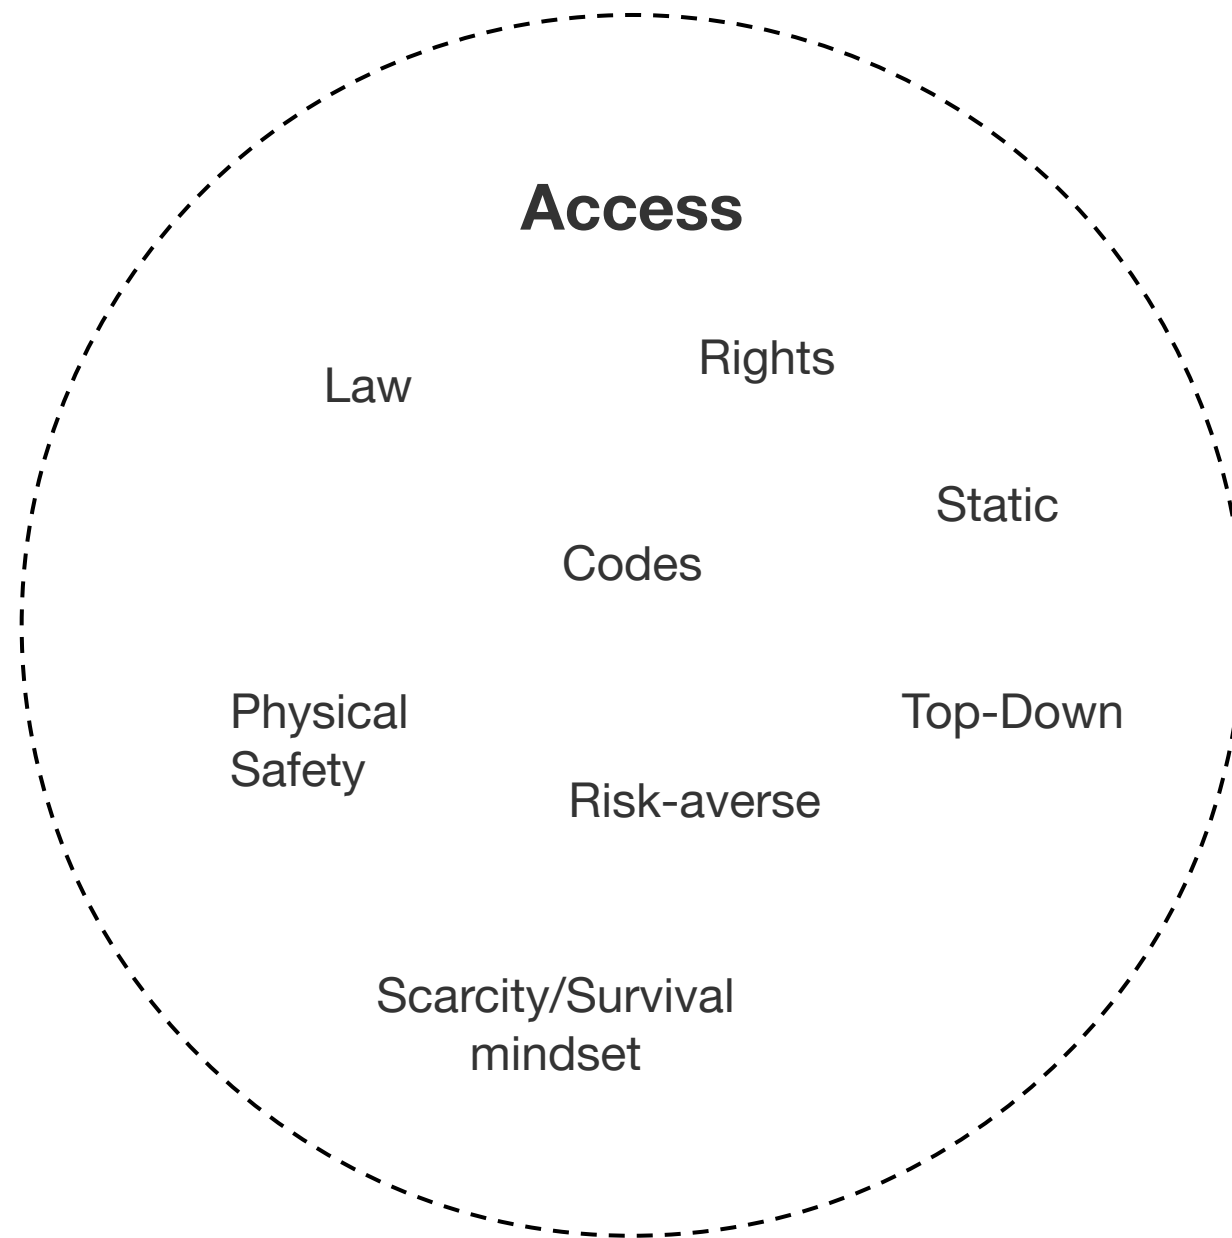 Access
Rights
Law
Static
Codes
Physical
Safety
Top-Down
Risk-averse
Scarcity/Survival
mindset